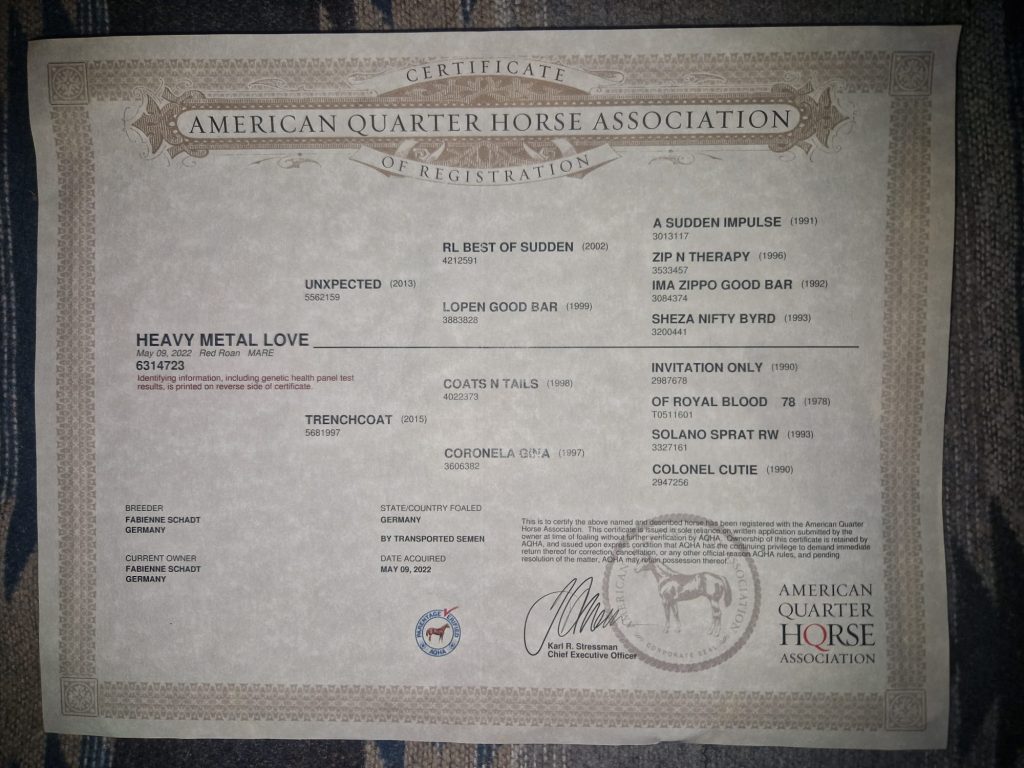 CERTIFICATE
AMERICAN QUARTER HORSE ASSOCIATION
OF REGISTRATION
A SUDDEN IMPULSE (1991)
3013117
RL BEST OF SUDDEN (2002)
4212591
ZIP N THERAPY (1996)
3533457
UNXPECTED (2013)
5562159
IMA ZIPPO GOOD BAR (1992)
3084374
LOPEN GOOD BAR (1999)
3883828
SHEZA NIFTY BYRD (1993)
3200441
HEAVY METAL LOVE
May 09, 2022 Red Roan MARE
6314723
Identifying information, including genetic health panel test
results, is printed on reverse side of certificate.
INVITATION ONLY (1990)
2987678
COATS N TAILS (1998)
4022373
OF ROYAL BLOOD 78 (1978)
T0511601
TRENCHCOAT (2015)
5681997
SOLANO SPRAT RW (1993)
3327161
CORONELA GINA (1997)
3606382
COLONEL CUTIE (1990)
2947256
BREEDER
FABIENNE SCHADT
GERMANY
CURRENT OWNER
FABIENNE SCHADT
GERMANY
STATE/COUNTRY FOALED
GERMANY
BY TRANSPORTED SEMEN
DATE ACQUIRED
MAY 09, 2022
This is to certify the above named and described horse has been registered with the American Quarter
Horse Association. This certificate is issued in sole reliance on written application submitted by the
owner at time of foaling without further verification by AQHA. Ownership of this certificate is retained by
AQHA, and issued upon express condition that AQHA has the continuing privilege to demand immediate
return thereof for correction, cancellation, or any other official reason AQHA rules, and pending
resolution of the matter, AQHA may retain possession thereof.
PARENTAGE VERIFIED
AQHA
Karl R. Stressman
Chief Executive Officer
AMERICAN ASSOCIATION
CORPORATE SEAL
AMERICAN
QUARTER
HORSE
ASSOCIATION